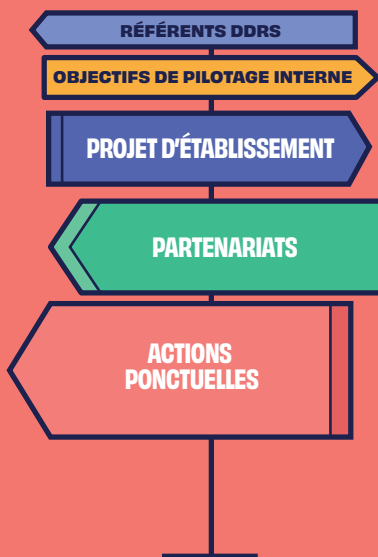 RÉFÉRENTS DDRS
OBJECTIFS DE PILOTAGE INTERNE
PROJET D'ÉTABLISSEMENT
PARTENARIATS
ACTIONS
PONCTUELLES